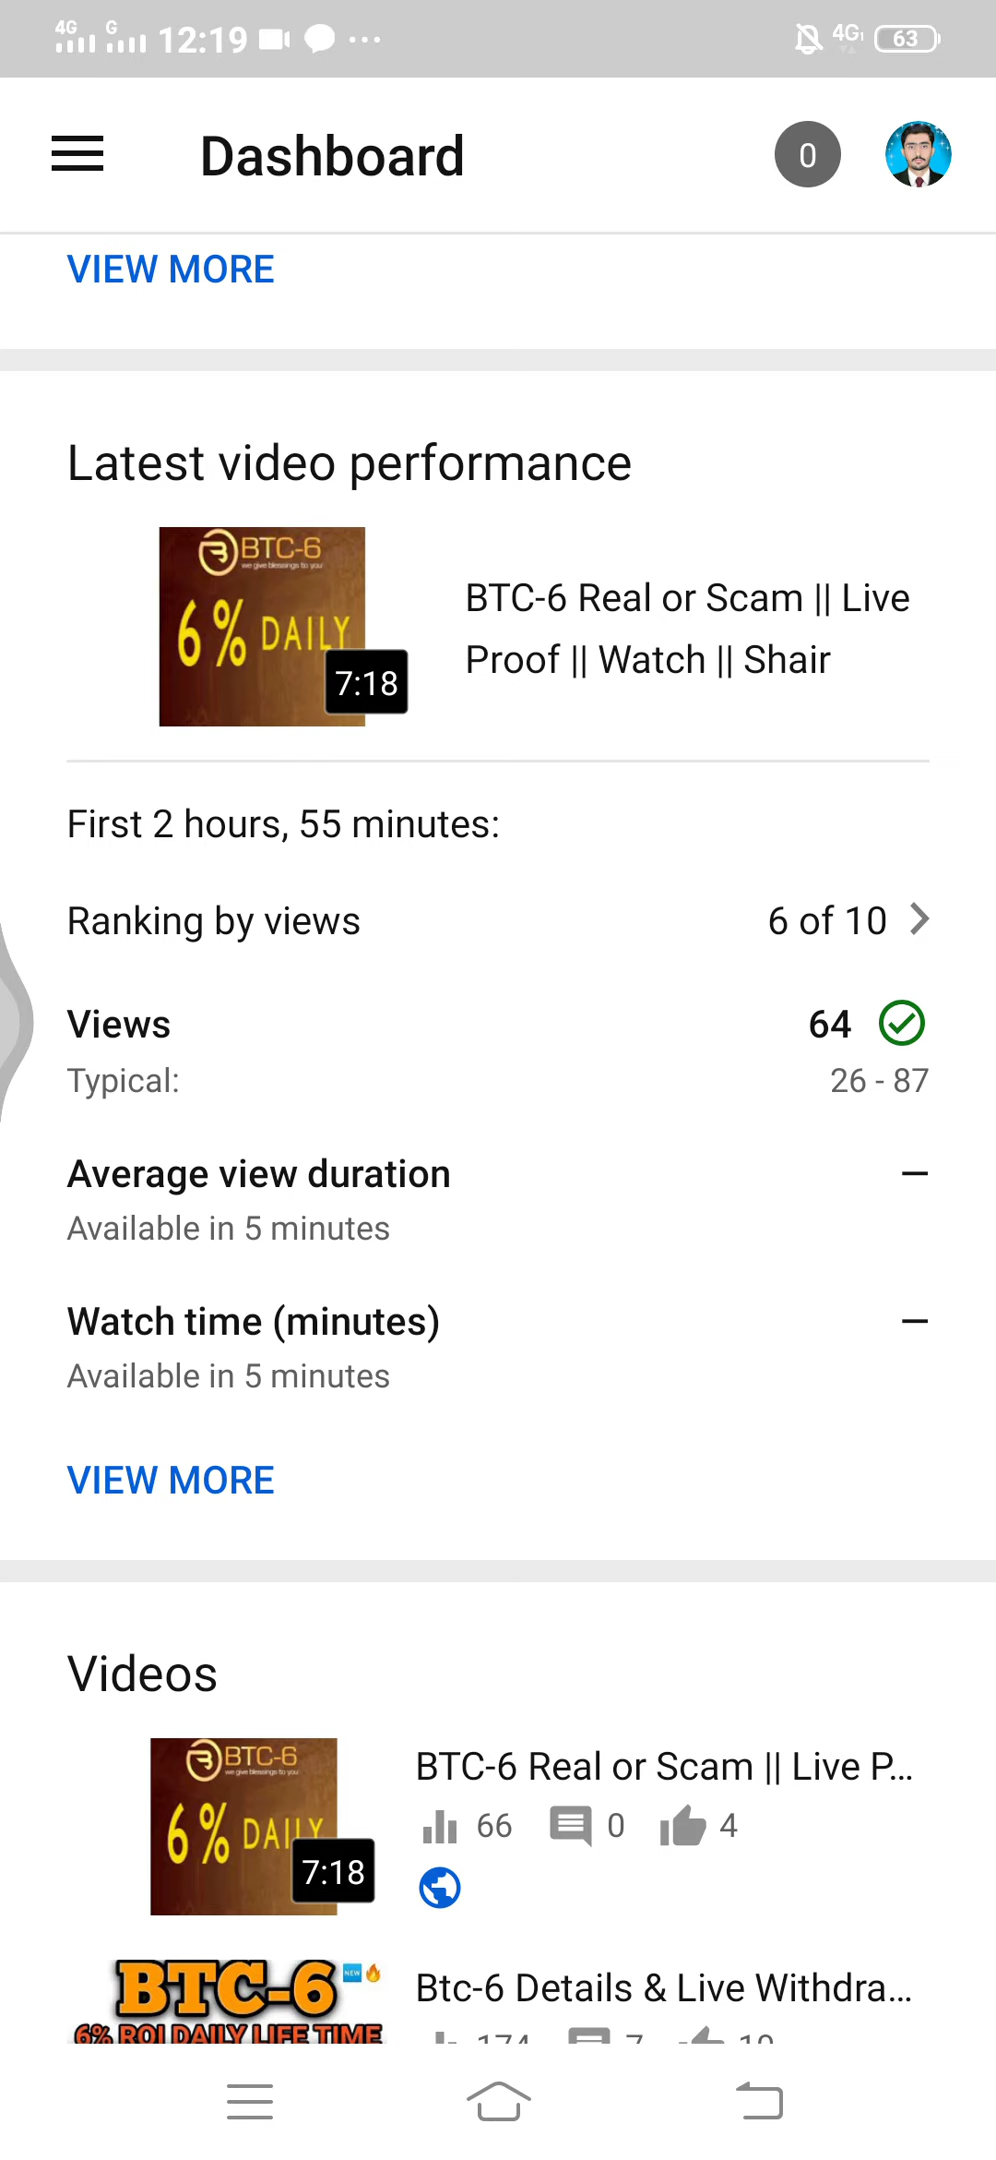 4G G 12:19 ... 4G 63
Dashboard 0
VIEW MORE
Latest video performance
BTC-6
we give blessings to you
6% DAILY
7:18
BTC-6 Real or Scam || Live
Proof || Watch || Shair
First 2 hours, 55 minutes:
Ranking by views 6 of 10
Views 64
Typical: 26 - 87
Average view duration –
Available in 5 minutes
Watch time (minutes) –
Available in 5 minutes
VIEW MORE
Videos
BTC-6
we give blessings to you
6% DAILY
7:18
BTC-6 Real or Scam || Live P...
66 0 4
BTC-6 NEW
6% ROI DAILY LIFE TIME
Btc-6 Details & Live Withdra...
174 7 19